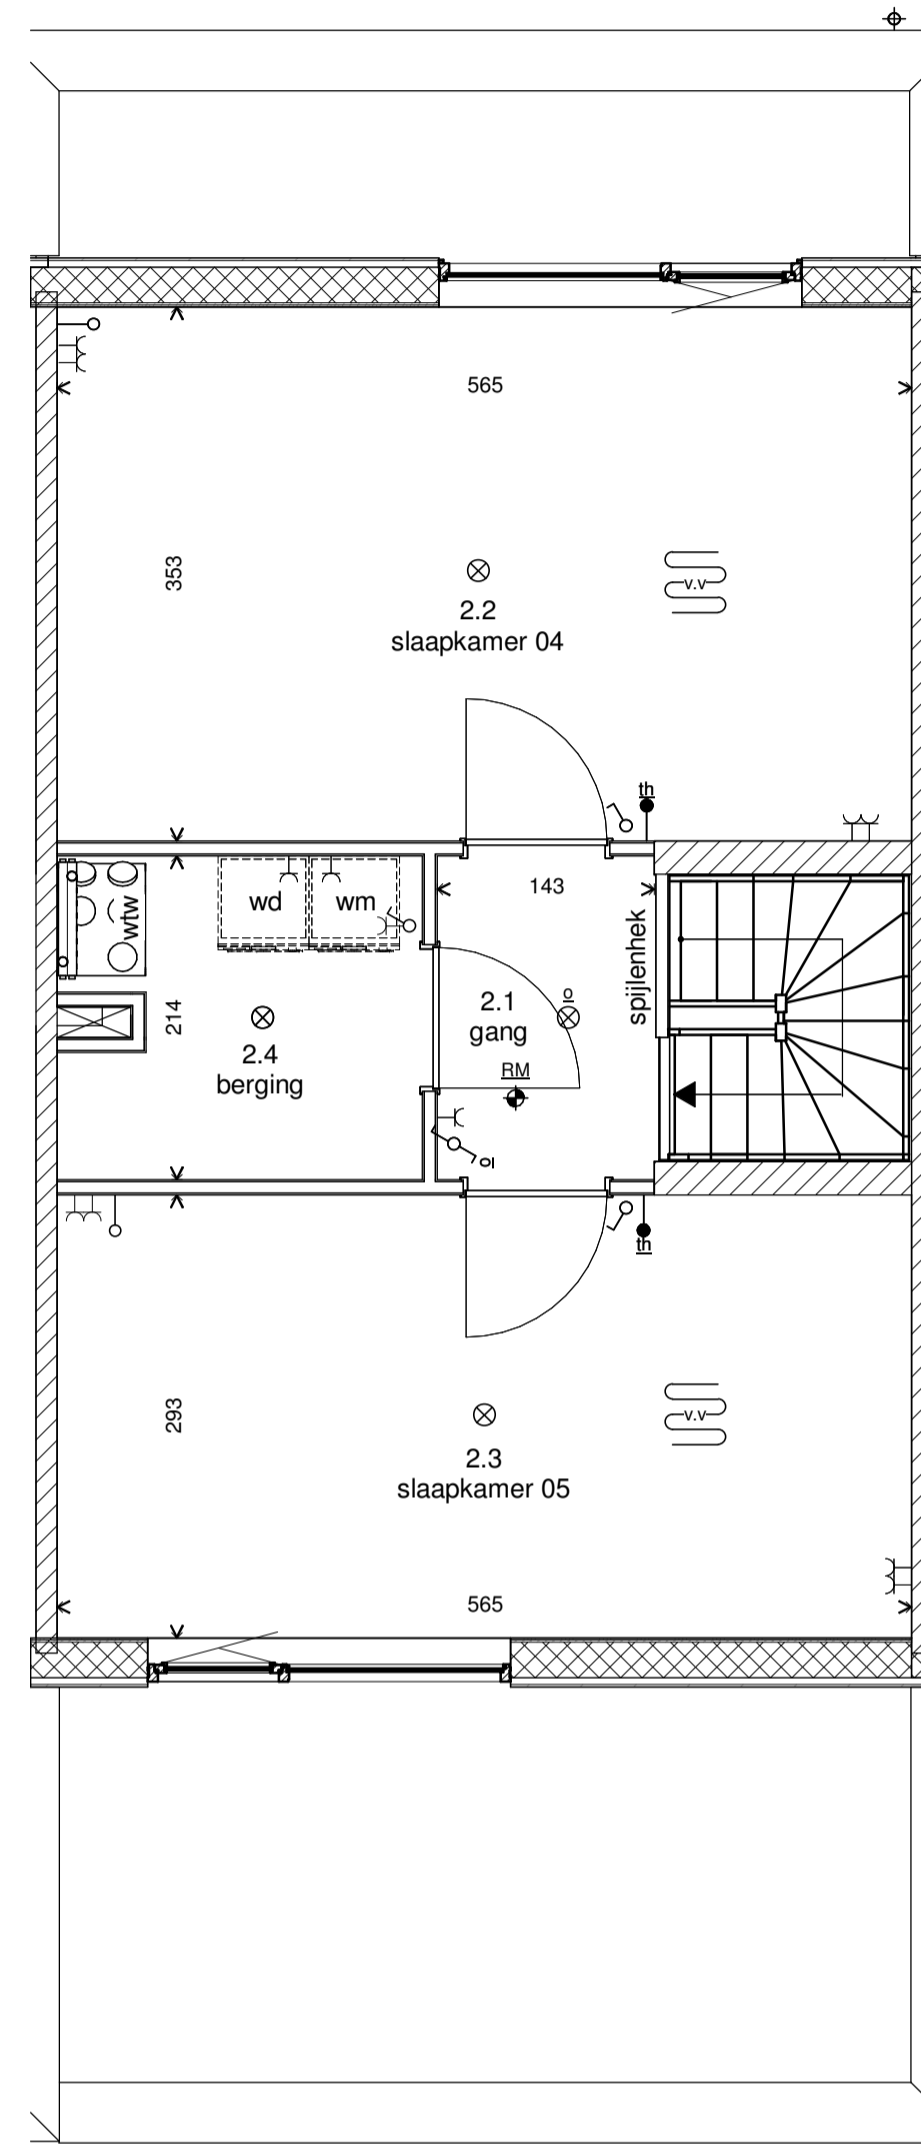 565
353
v.v
2.2
slaapkamer 04
th
wd
wm
143
wtw
spijlenhek
214
2.1
gang
o
2.4
berging
RM
o
th
293
v.v
2.3
slaapkamer 05
565